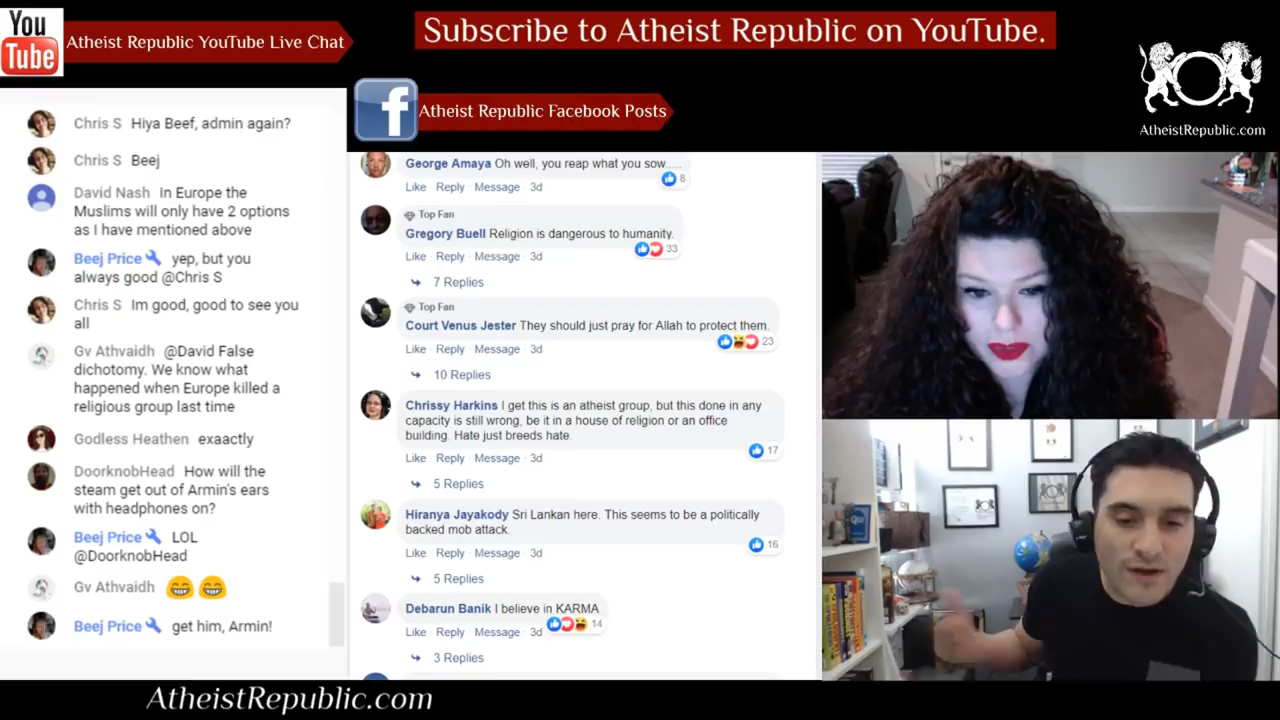 You
Tube
Atheist Republic YouTube Live Chat
Subscribe to Atheist Republic on YouTube.
AtheistRepublic.com
f
Atheist Republic Facebook Posts
Chris S Hiya Beef, admin again?
Chris S Beej
David Nash In Europe the
Muslims will only have 2 options
as I have mentioned above
Beej Price yep, but you
always good @Chris S
Chris S Im good, good to see you
all
Gv Athvaidh @David False
dichotomy. We know what
happened when Europe killed a
religious group last time
Godless Heathen exaactly
DoorknobHead How will the
steam get out of Armin's ears
with headphones on?
Beej Price LOL
@DoorknobHead
Gv Athvaidh 😁😁
Beej Price get him, Armin!
George Amaya Oh well, you reap what you sow.....
8
Like Reply Message 3d
Top Fan
Gregory Buell Religion is dangerous to humanity.
33
Like Reply Message 3d
7 Replies
Top Fan
Court Venus Jester They should just pray for Allah to protect them.
23
Like Reply Message 3d
10 Replies
Chrissy Harkins I get this is an atheist group, but this done in any
capacity is still wrong, be it in a house of religion or an office
building. Hate just breeds hate.
17
Like Reply Message 3d
5 Replies
Hiranya Jayakody Sri Lankan here. This seems to be a politically
backed mob attack.
16
Like Reply Message 3d
5 Replies
Debarun Banik I believe in KARMA
14
Like Reply Message 3d
3 Replies
AtheistRepublic.com